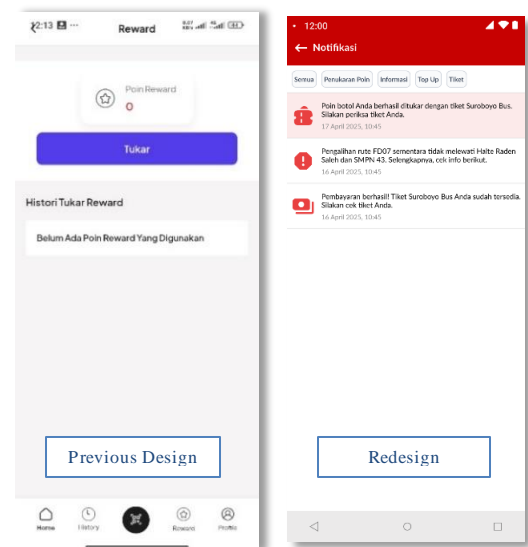 2:13
Reward
Poin Reward
0
Tukar
Histori Tukar Reward
Belum Ada Poin Reward Yang Digunakan
Previous Design
Home
History
Reward
Profile
12:00
Notifikasi
Semua
Penukaran Poin
Informasi
Top Up
Tiket
Poin botol Anda berhasil ditukar dengan tiket Suroboyo Bus.
Silakan periksa tiket Anda.
17 April 2025, 10:45
Pengalihan rute FD07 sementara tidak melewati Halte Raden
Saleh dan SMPN 43. Selengkapnya, cek info berikut.
16 April 2025, 10:45
Pembayaran berhasil! Tiket Suroboyo Bus Anda sudah tersedia.
Silakan cek tiket Anda.
16 April 2025, 10:45
Redesign